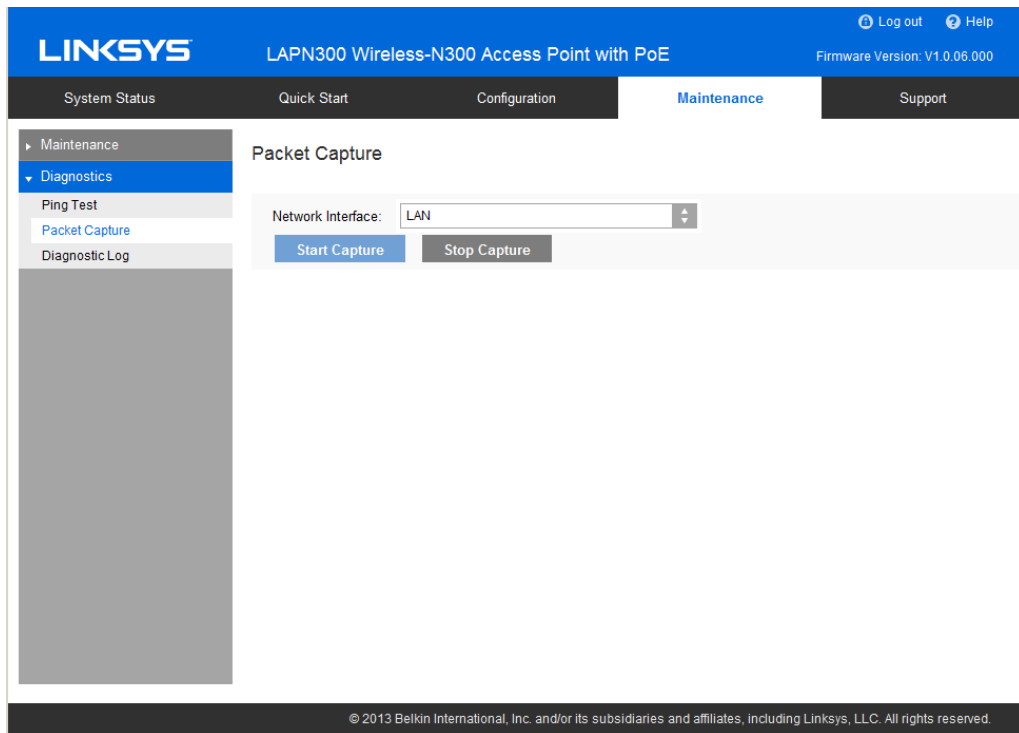 Log out Help
LINKSYS LAPN300 Wireless-N300 Access Point with PoE Firmware Version: V1.0.06.000
System Status Quick Start Configuration Maintenance Support
Maintenance
Diagnostics
Ping Test
Packet Capture
Diagnostic Log
Packet Capture
Network Interface: LAN
Start Capture Stop Capture
© 2013 Belkin International, Inc. and/or its subsidiaries and affiliates, including Linksys, LLC. All rights reserved.